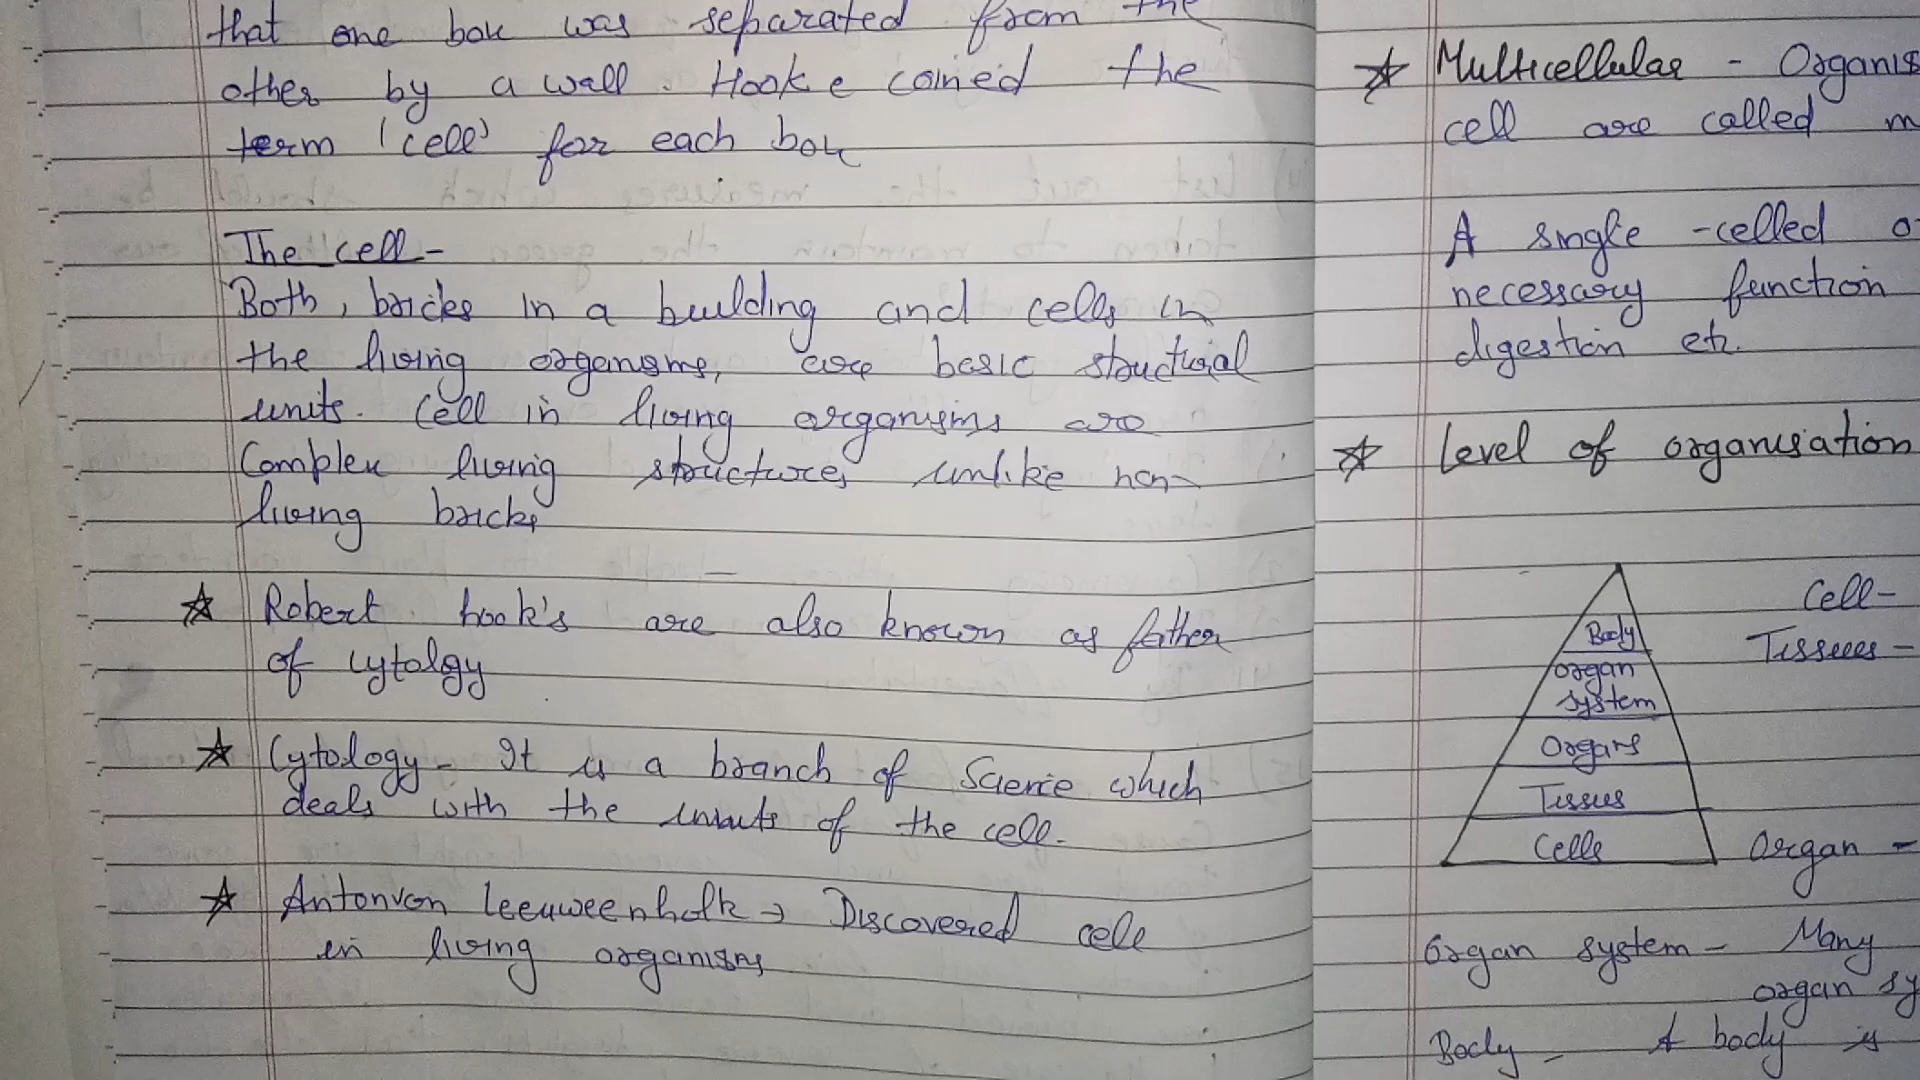 that one box was separated from the
other by a wall. Hooke coined the
term 'cell' for each box
The cell-
Both, bricks in a building and cells in
the living organisms, are basic structural
units. Cell in living organisms are
Complex living structures unlike non-
living bricks
Robert hook's are also known as father
of cytolgy
Cytology- It is a branch of Science which
deals with the of the cell.
Antonvon Leeuweenholk → Discovered cell
in living organisms
Multicellular - Organis
cell are called m
A single -celled o
necessary function
digestion etc.
Level of organisation
Cell-
Body
Tissues -
organ
system
Organs
Tissues
Cells
Organ -
Organ system - Many
organ sy
Body - A body is